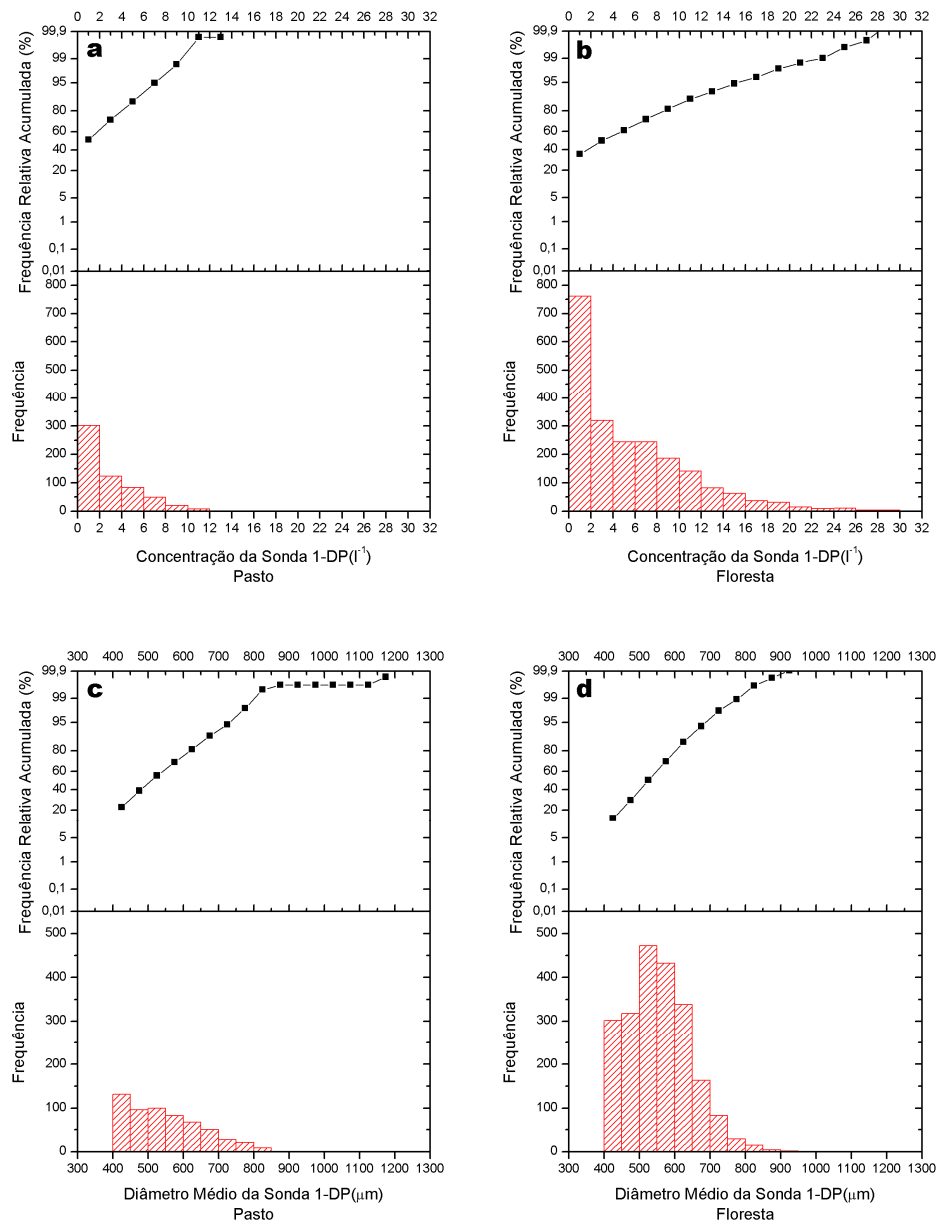 0 2 4 6 8 10 12 14 16 18 20 22 24 26 28 30 32
0 2 4 6 8 10 12 14 16 18 20 22 24 26 28 30 32
a
99,9
99
95
80
60
40
20
5
1
0,1
0,01
Frequência Relativa Acumulada (%)
b
99,9
99
95
80
60
40
20
5
1
0,1
0,01
Frequência Relativa Acumulada (%)
800
700
600
500
400
300
200
100
0
Frequência
0 2 4 6 8 10 12 14 16 18 20 22 24 26 28 30 32
Concentração da Sonda 1-DP(l⁻¹)
Pasto
800
700
600
500
400
300
200
100
0
Frequência
0 2 4 6 8 10 12 14 16 18 20 22 24 26 28 30 32
Concentração da Sonda 1-DP(l⁻¹)
Floresta
300 400 500 600 700 800 900 1000 1100 1200 1300
300 400 500 600 700 800 900 1000 1100 1200 1300
c
99,9
99
95
80
60
40
20
5
1
0,1
0,01
Frequência Relativa Acumulada (%)
d
99,9
99
95
80
60
40
20
5
1
0,1
0,01
Frequência Relativa Acumulada (%)
500
400
300
200
100
0
Frequência
300 400 500 600 700 800 900 1000 1100 1200 1300
Diâmetro Médio da Sonda 1-DP(μm)
Pasto
500
400
300
200
100
0
Frequência
300 400 500 600 700 800 900 1000 1100 1200 1300
Diâmetro Médio da Sonda 1-DP(μm)
Floresta